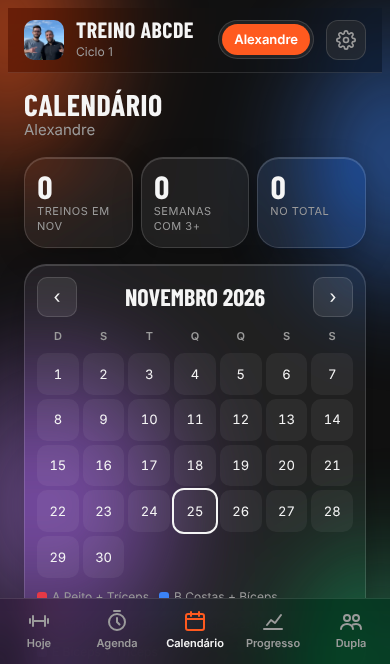 TREINO ABCDE
Ciclo 1
Alexandre
CALENDÁRIO
Alexandre
0
TREINOS EM
NOV
0
SEMANAS
COM 3+
0
NO TOTAL
‹ NOVEMBRO 2026 ›
D S T Q Q S S
1 2 3 4 5 6 7
8 9 10 11 12 13 14
15 16 17 18 19 20 21
22 23 24 25 26 27 28
29 30
A Peito + Tríceps B Costas + Bíceps
Hoje Agenda Calendário Progresso Dupla